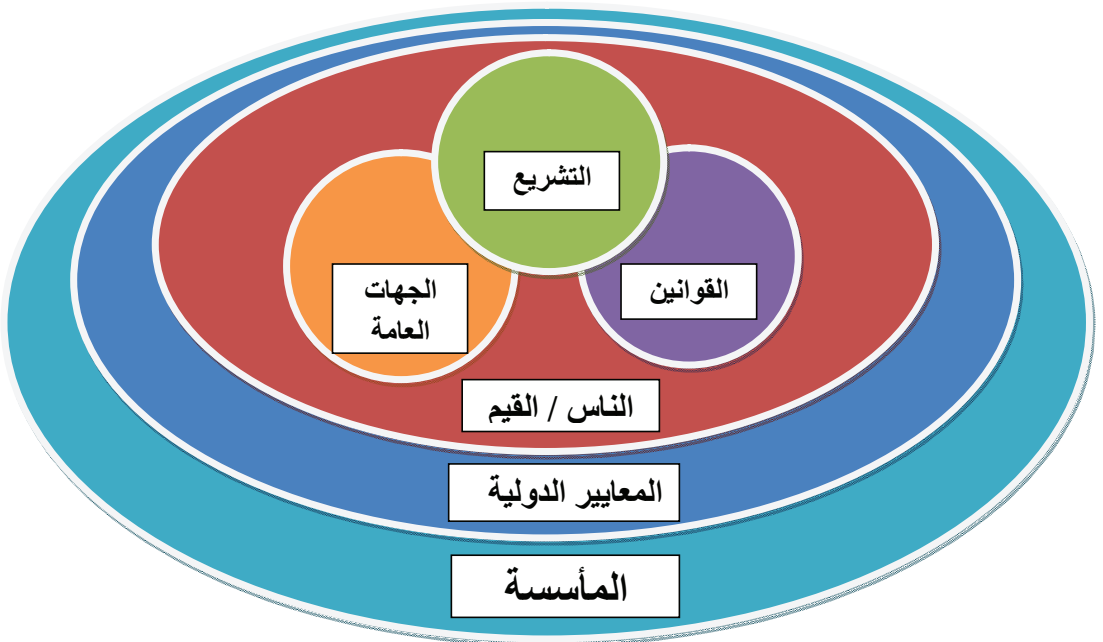 التشريع
القوانين
الجهات
العامة
الناس / القيم
المعايير الدولية
المأسسة